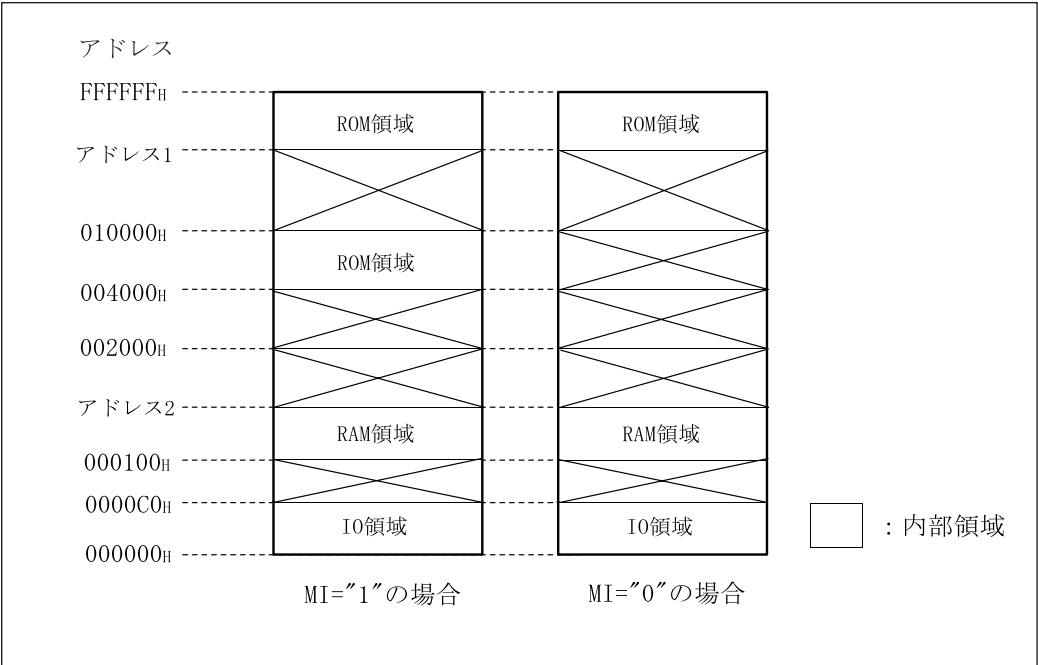 アドレス
FFFFFFH
ROM領域
ROM領域
アドレス1
010000H
ROM領域
004000H
002000H
アドレス2
RAM領域
RAM領域
000100H
0000C0H
IO領域
IO領域
:内部領域
000000H
MI="1"の場合
MI="0"の場合